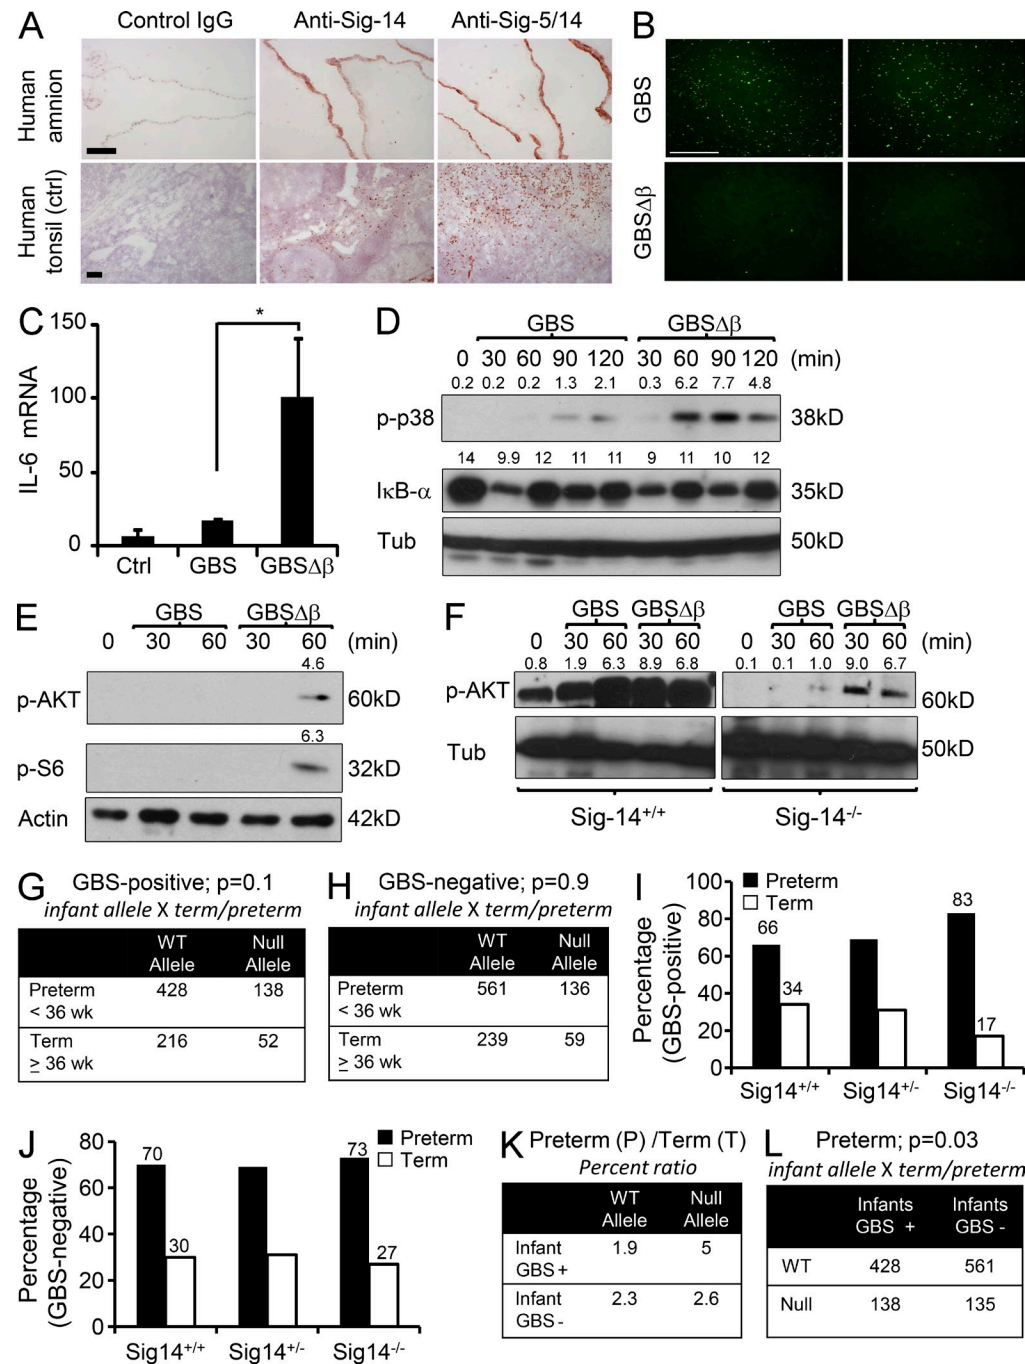 A
Control IgG
Anti-Sig-14
Anti-Sig-5/14
Human amnion
Human tonsil (ctrl)
B
GBS
GBSΔβ
C
IL-6 mRNA
150
100
50
0
*
Ctrl
GBS
GBSΔβ
D
GBS
GBSΔβ
0 30 60 90 120 30 60 90 120 (min)
0.2 0.2 0.2 1.3 2.1 0.3 6.2 7.7 4.8
p-p38
38kD
14 9.9 12 11 11 9 11 10 12
IκB-α
35kD
Tub
50kD
E
GBS
GBSΔβ
0 30 60 30 60 (min)
4.6
p-AKT
60kD
6.3
p-S6
32kD
Actin
42kD
F
GBS GBSΔβ GBS GBSΔβ
0 30 60 30 60 0 30 60 30 60 (min)
0.8 1.9 6.3 8.9 6.8 0.1 0.1 1.0 9.0 6.7
p-AKT
60kD
Tub
50kD
Sig-14+/+
Sig-14-/-
G
GBS-positive; p=0.1
infant allele X term/preterm
WT Allele Null Allele
Preterm < 36 wk 428 138
Term ≥ 36 wk 216 52
H
GBS-negative; p=0.9
infant allele X term/preterm
WT Allele Null Allele
Preterm < 36 wk 561 136
Term ≥ 36 wk 239 59
I
Percentage (GBS-positive)
100
80
60
40
20
0
Preterm
Term
66
34
83
17
Sig14+/+
Sig14+/-
Sig14-/-
J
Percentage (GBS-negative)
80
60
40
20
0
Preterm
Term
70
30
73
27
Sig14+/+
Sig14+/-
Sig14-/-
K
Preterm (P) /Term (T)
Percent ratio
WT Allele Null Allele
Infant GBS + 1.9 5
Infant GBS - 2.3 2.6
L
Preterm; p=0.03
infant allele X term/preterm
Infants GBS + Infants GBS -
WT 428 561
Null 138 135